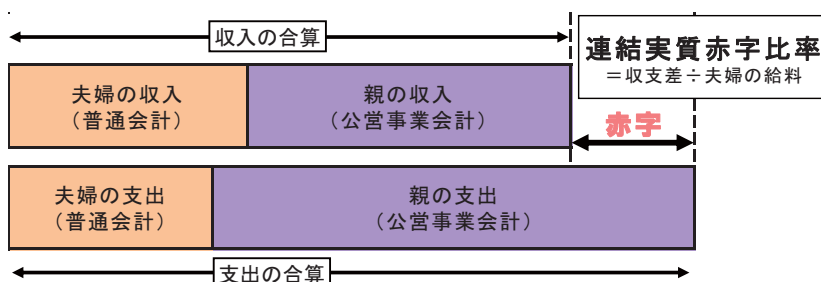 収入の合算
連結実質赤字比率
＝収支差÷夫婦の給料
夫婦の収入
（普通会計）
親の収入
（公営事業会計）
赤字
夫婦の支出
（普通会計）
親の支出
（公営事業会計）
支出の合算